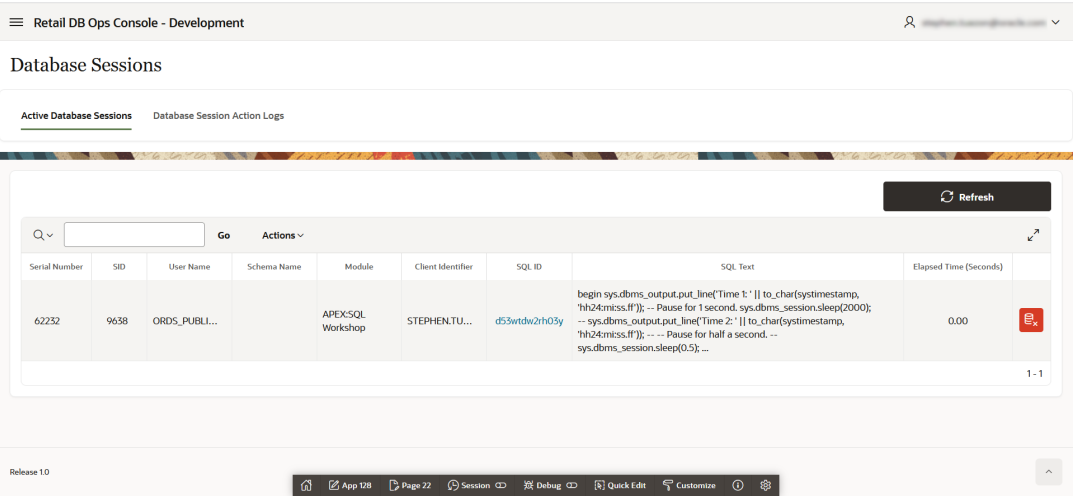 Retail DB Ops Console - Development
Database Sessions
Active Database Sessions
Database Session Action Logs
Refresh
Go
Actions
Serial Number
SID
User Name
Schema Name
Module
Client Identifier
SQL ID
SQL Text
Elapsed Time (Seconds)
62232
9638
ORDS_PUBLI...
APEX:SQL
Workshop
STEPHEN.TU...
d53wtdw2rh03y
begin sys.dbms_output.put_line('Time 1: ' || to_char(systimestamp,
'hh24:mi:ss.ff')); -- Pause for 1 second. sys.dbms_session.sleep(2000);
-- sys.dbms_output.put_line('Time 2: ' || to_char(systimestamp,
'hh24:mi:ss.ff')); -- -- Pause for half a second. --
sys.dbms_session.sleep(0.5); ...
0.00
1 - 1
Release 1.0
App 128
Page 22
Session
Debug
Quick Edit
Customize